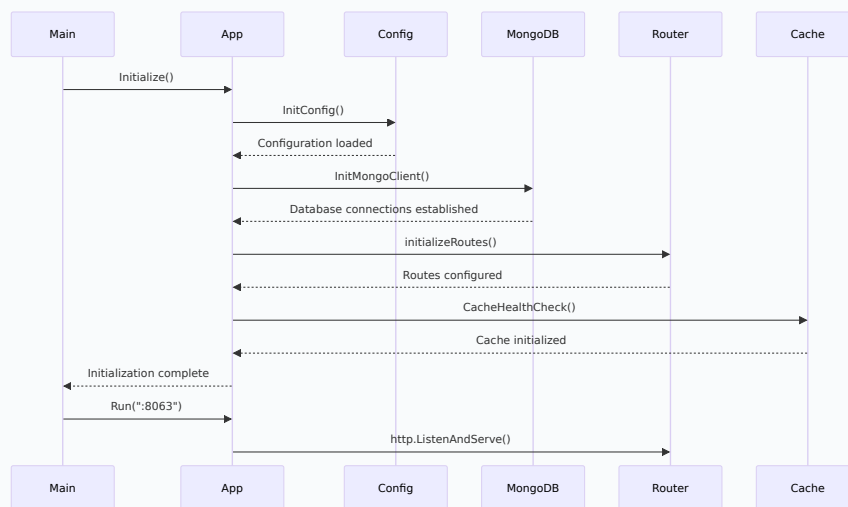 Main App Config MongoDB Router Cache
Initialize()
InitConfig()
Configuration loaded
InitMongoClient()
Database connections established
initializeRoutes()
Routes configured
CacheHealthCheck()
Cache initialized
Initialization complete
Run(":8063")
http.ListenAndServe()
Main App Config MongoDB Router Cache